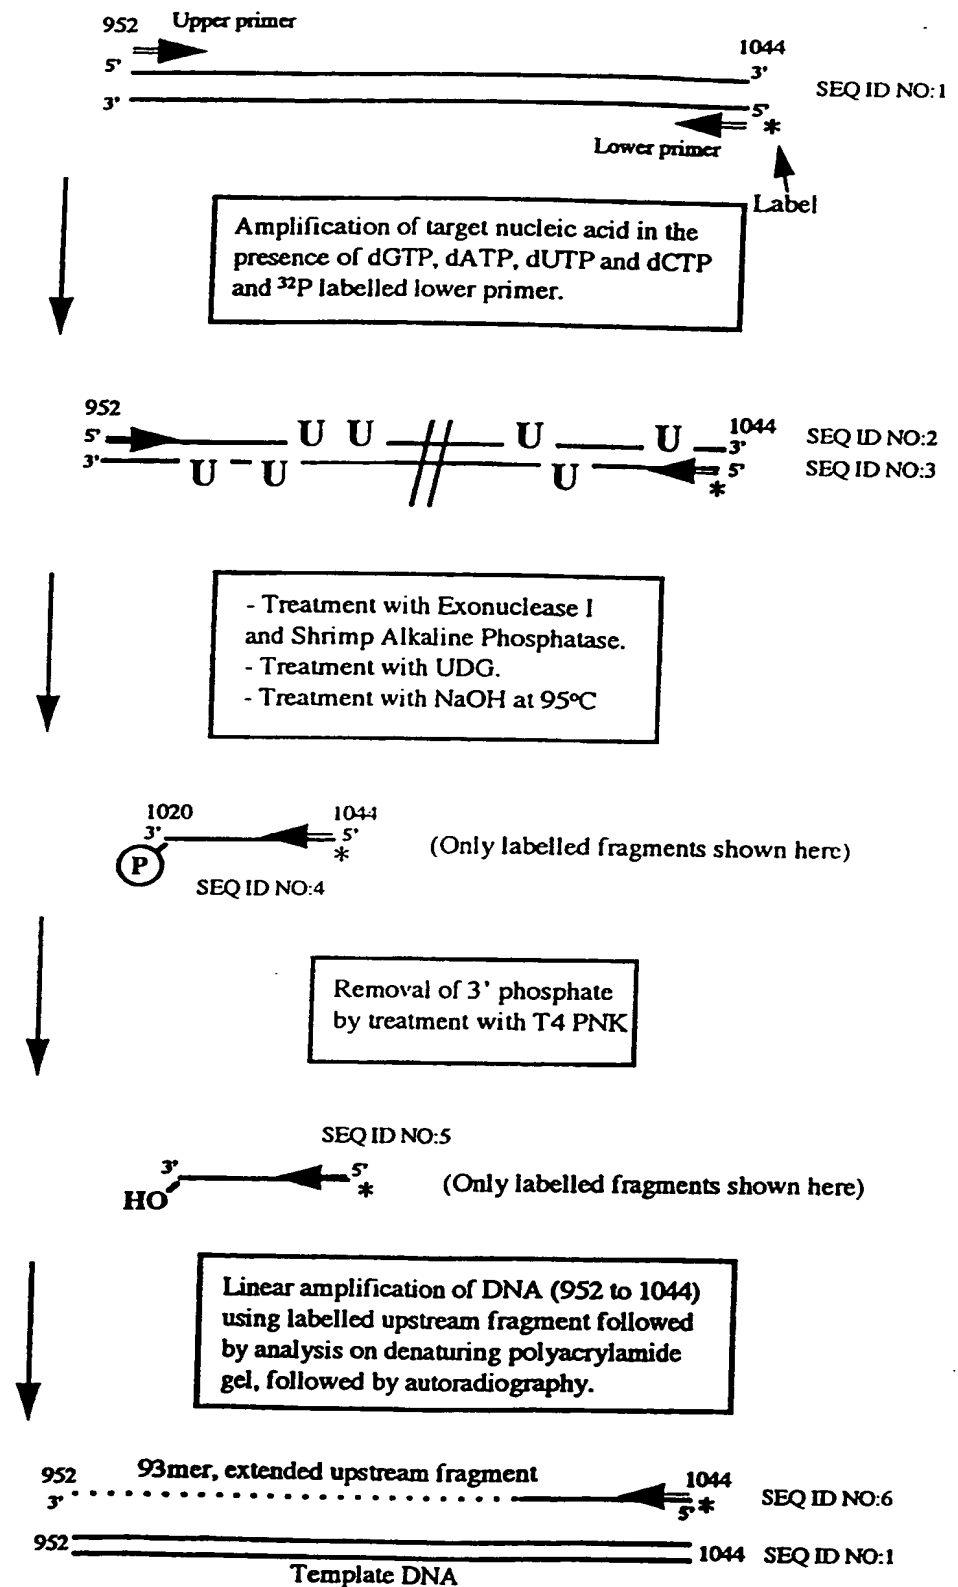 952 Upper primer
1044
5' 3'
SEQ ID NO:1
3' 5'
*
Lower primer
Label
Amplification of target nucleic acid in the
presence of dGTP, dATP, dUTP and dCTP
and ³²P labelled lower primer.
952
1044
5' U U U U 3' SEQ ID NO:2
3' U U U 5' SEQ ID NO:3
*
- Treatment with Exonuclease I
and Shrimp Alkaline Phosphatase.
- Treatment with UDG.
- Treatment with NaOH at 95°C
1020 1044
3' 5'
P * (Only labelled fragments shown here)
SEQ ID NO:4
Removal of 3' phosphate
by treatment with T4 PNK
SEQ ID NO:5
3' 5'
HO * (Only labelled fragments shown here)
Linear amplification of DNA (952 to 1044)
using labelled upstream fragment followed
by analysis on denaturing polyacrylamide
gel, followed by autoradiography.
952 93mer, extended upstream fragment 1044
3' 5' * SEQ ID NO:6
952 1044 SEQ ID NO:1
Template DNA